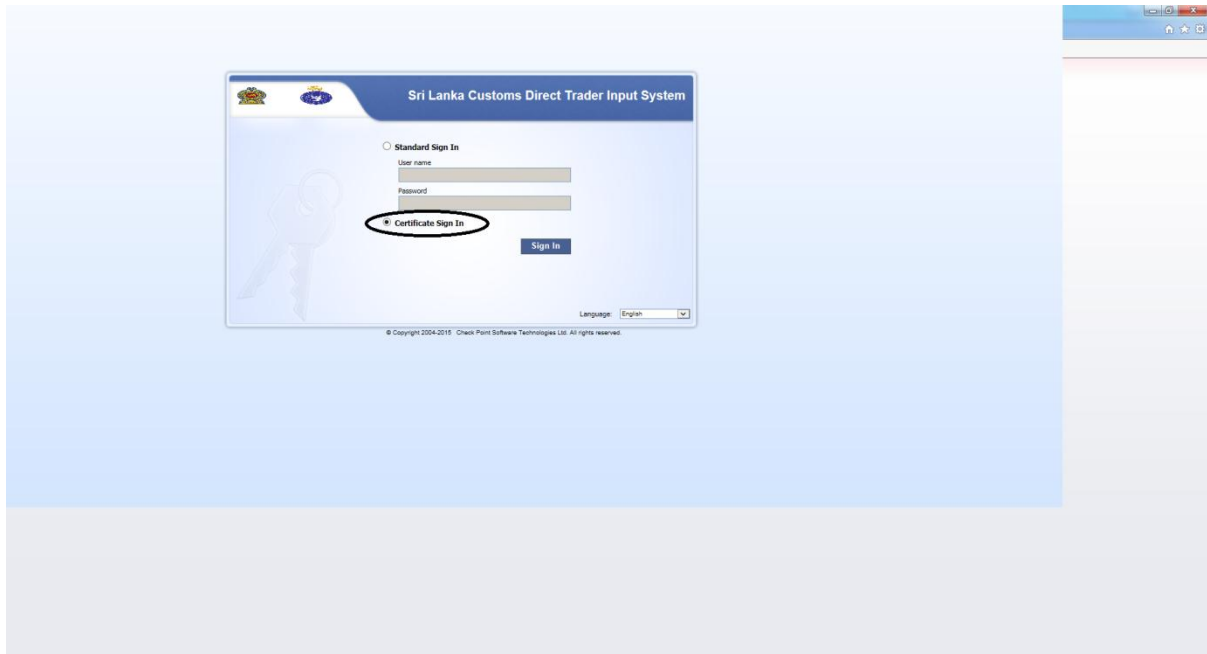 Sri Lanka Customs Direct Trader Input System
Standard Sign In
User name
Password
Certificate Sign In
Sign In
Language: English
© Copyright 2004-2015 Check Point Software Technologies Ltd. All rights reserved.